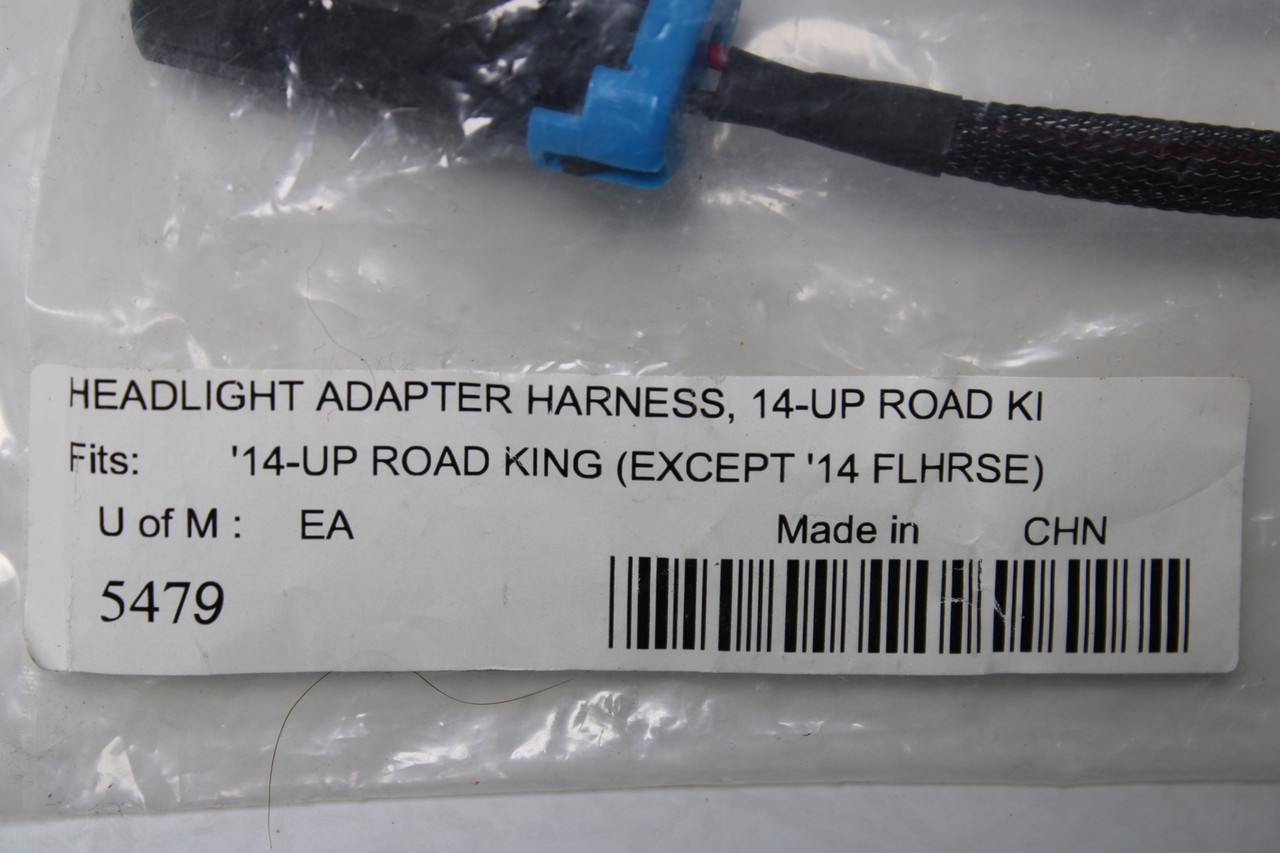 HEADLIGHT ADAPTER HARNESS, 14-UP ROAD KI
Fits: '14-UP ROAD KING (EXCEPT '14 FLHRSE)
U of M : EA Made in CHN
5479